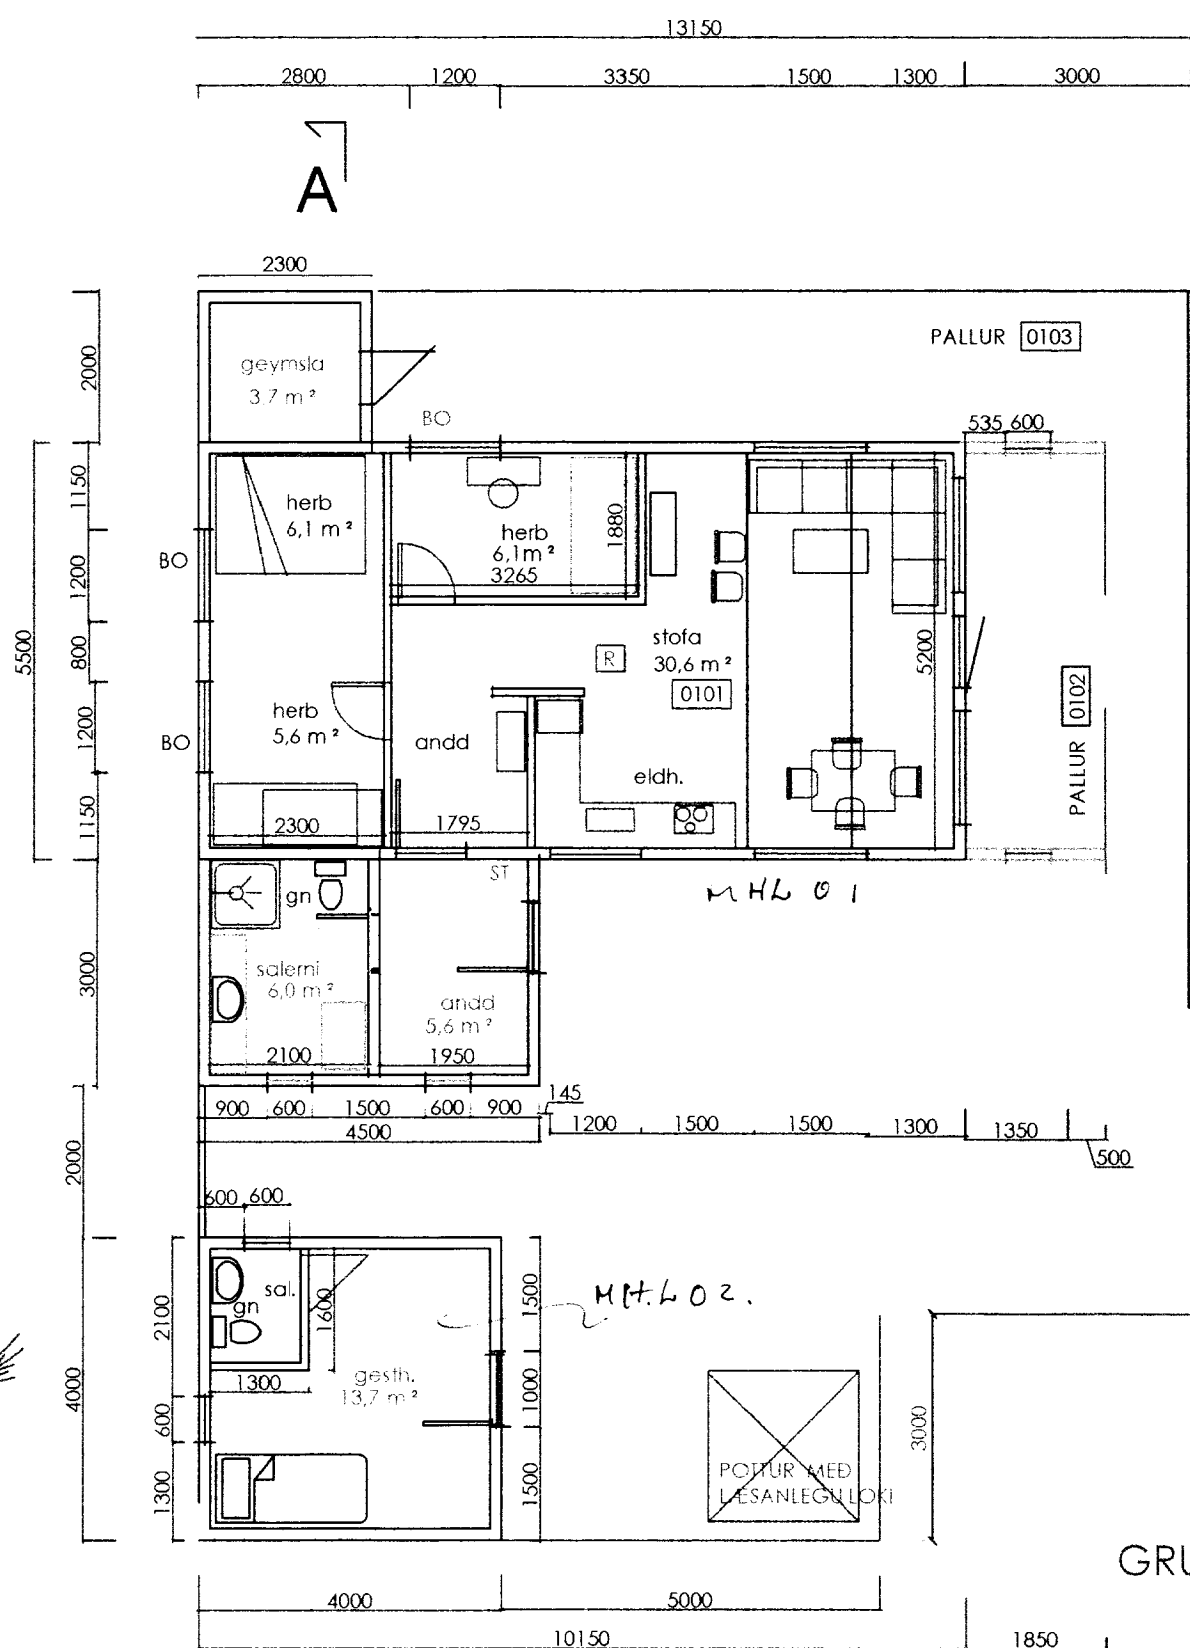 13150
2800 1200 3350 1500 1300 3000
A
2300
PALLUR 0103
geymsla
3,7 m²
2000
BO
535 600
1150
herb
6,1 m²
herb
6,1m²
3265
1880
BO
1200
5500
800
stofa
30,6 m²
R
0101
5200
0102
PALLUR
herb
5,6 m²
andd
1200
BO
eldh.
1150
2300
1795
ST
MHL 01
gn
salerni
6,0 m²
andd
5,6 m²
3000
2100
1950
145
900 600 1500 600 900
4500
1200 1500 1500 1300 1350
500
2000
600 600
sal.
gn
1600
1500
MH.L 02.
2100
1300
gesth.
13,7 m²
1000
4000
600
3000
POTTUR MEÐ
LÆSANLEGU LOKI
1300
1500
GRU
4000 5000
10150 1850